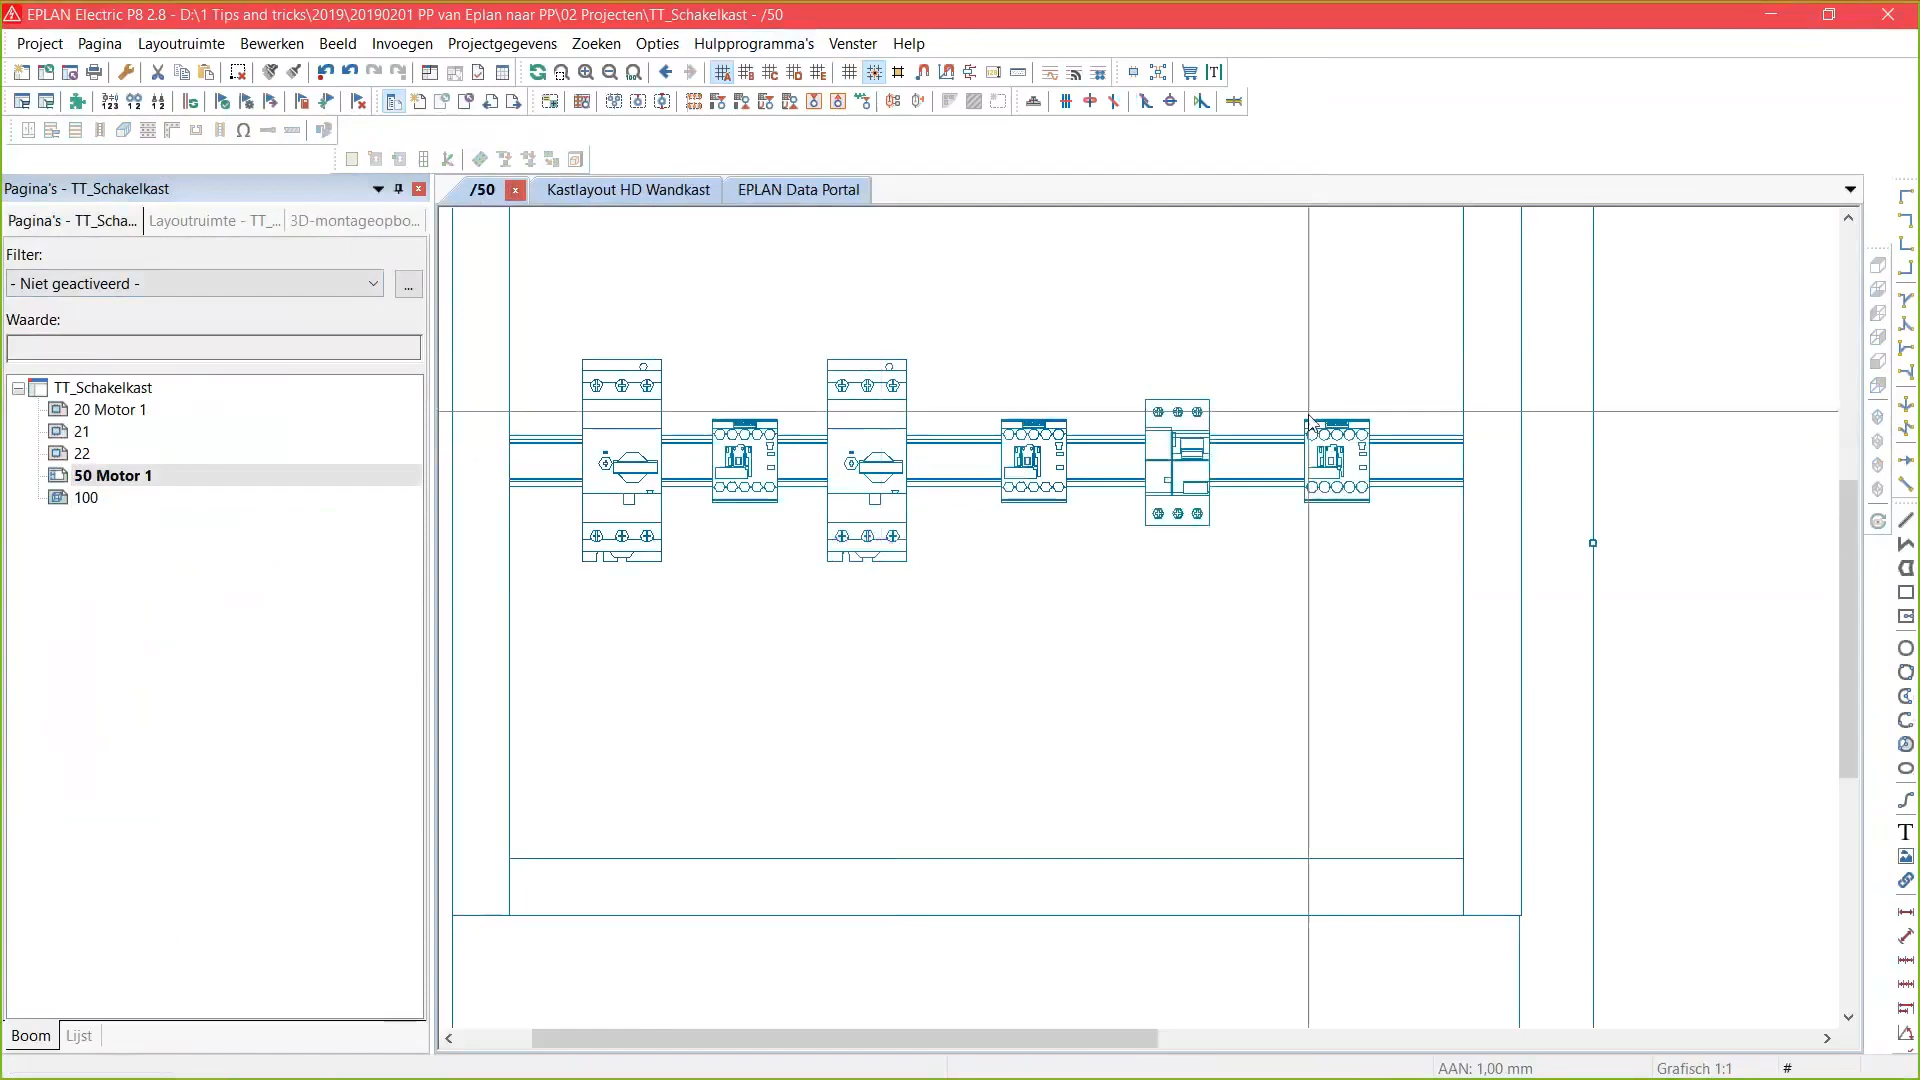 EPLAN Electric P8 2.8 - D:\1 Tips and tricks\2019\20190201 PP van Eplan naar PP\02 Projecten\TT_Schakelkast - /50
Project Pagina Layoutruimte Bewerken Beeld Invoegen Projectgegevens Zoeken Opties Hulpprogramma's Venster Help
Pagina's - TT_Schakelkast
/50 Kastlayout HD Wandkast EPLAN Data Portal
Pagina's - TT_Scha... Layoutruimte - TT_... 3D-montageopbo...
Filter:
- Niet geactiveerd -
...
Waarde:
TT_Schakelkast
20 Motor 1
21
22
50 Motor 1
100
Boom Lijst
AAN: 1,00 mm Grafisch 1:1 #